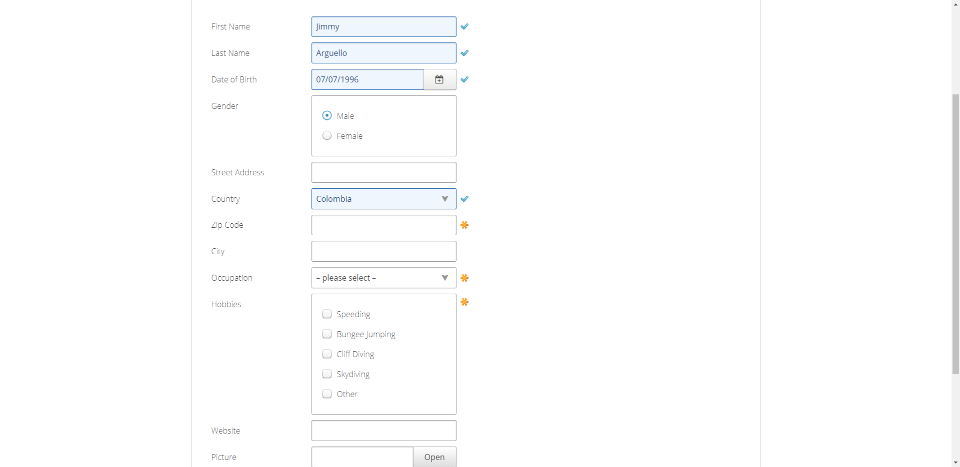 First Name Jimmy
Last Name Arguello
Date of Birth 07/07/1996
Gender
Male
Female
Street Address
Country Colombia
Zip Code
City
Occupation – please select –
Hobbies
Speeding
Bungee Jumping
Cliff Diving
Skydiving
Other
Website
Picture Open